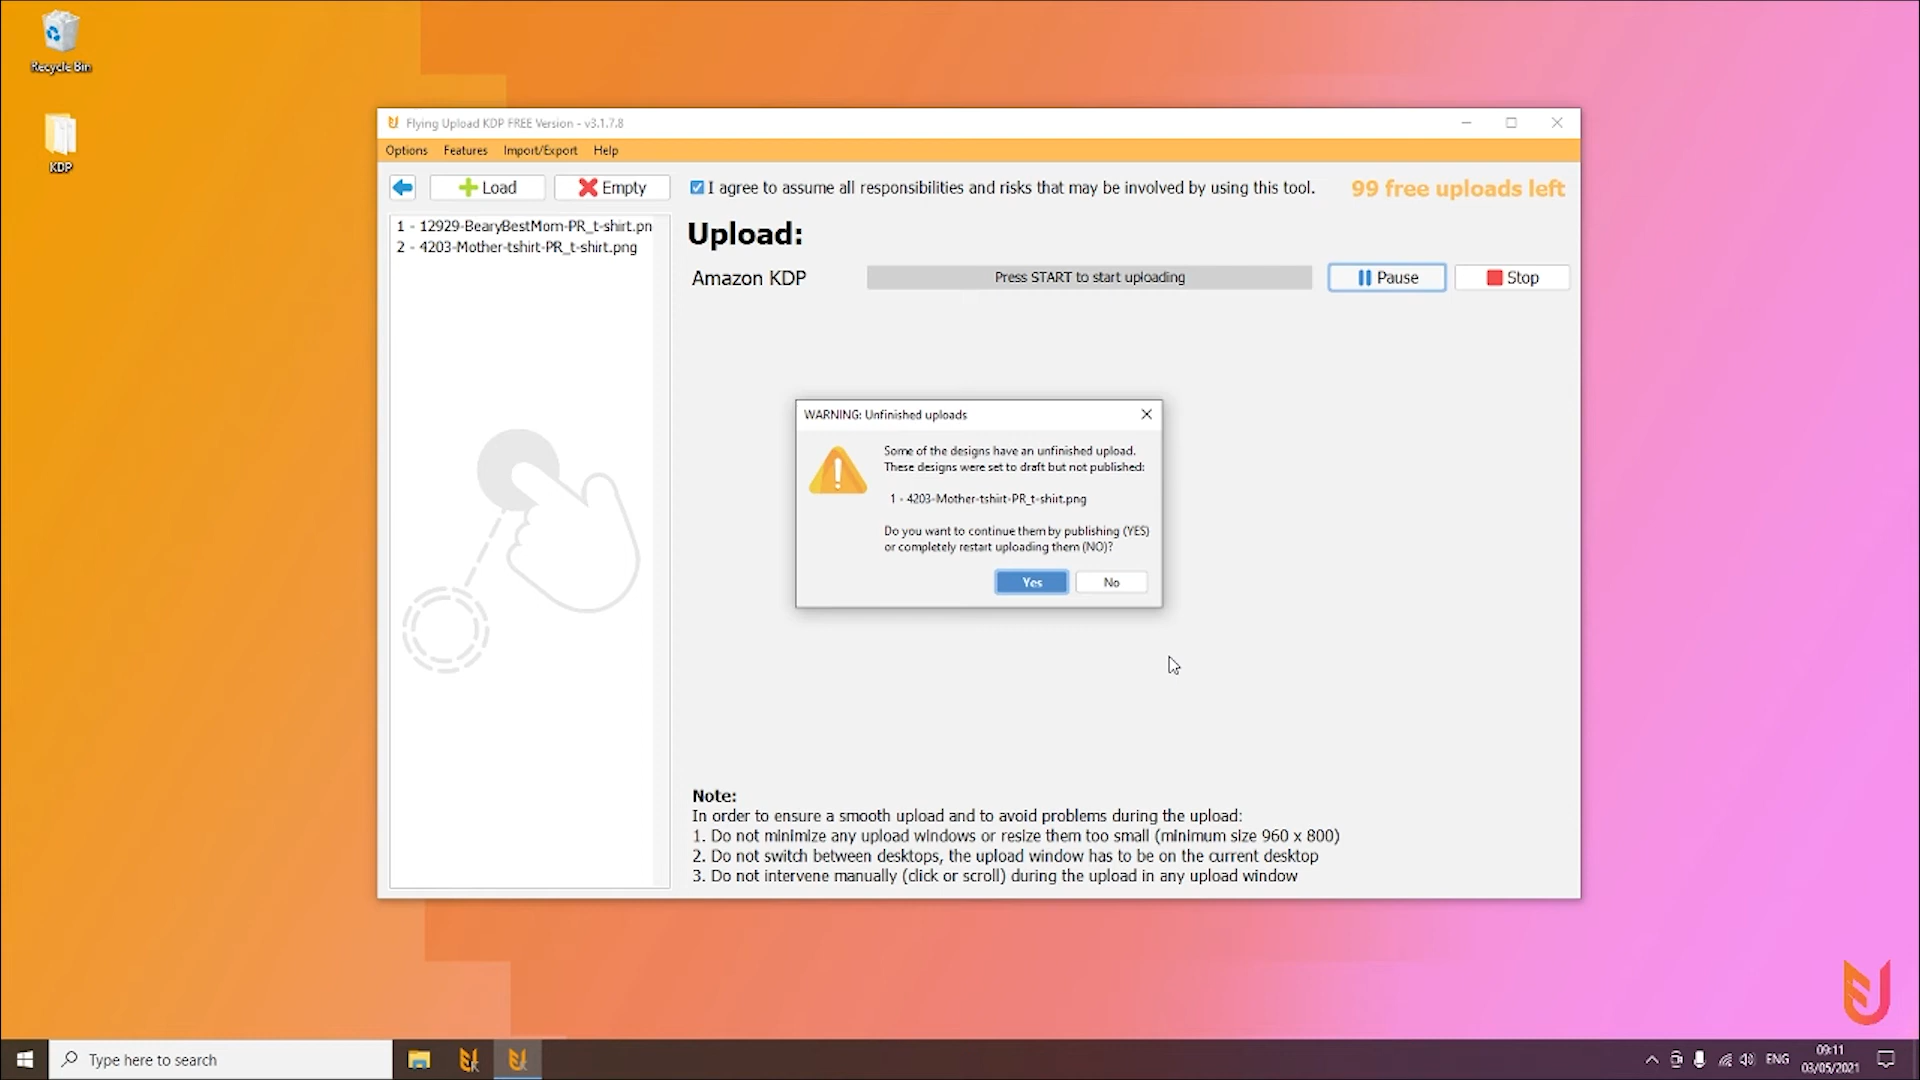 Recycle Bin
KDP
Flying Upload KDP FREE Version - v3.1.7.8
Options Features Import/Export Help
Load Empty I agree to assume all responsibilities and risks that may be involved by using this tool. 99 free uploads left
1 - 12929-BearyBestMom-PR_t-shirt.pn
2 - 4203-Mother-tshirt-PR_t-shirt.png
Upload:
Amazon KDP Press START to start uploading Pause Stop
WARNING: Unfinished uploads
Some of the designs have an unfinished upload.
These designs were set to draft but not published:
1 - 4203-Mother-tshirt-PR_t-shirt.png
Do you want to continue them by publishing (YES)
or completely restart uploading them (NO)?
Yes No
Note:
In order to ensure a smooth upload and to avoid problems during the upload:
1. Do not minimize any upload windows or resize them too small (minimum size 960 x 800)
2. Do not switch between desktops, the upload window has to be on the current desktop
3. Do not intervene manually (click or scroll) during the upload in any upload window
Type here to search
ENG
09:11
03/05/2021